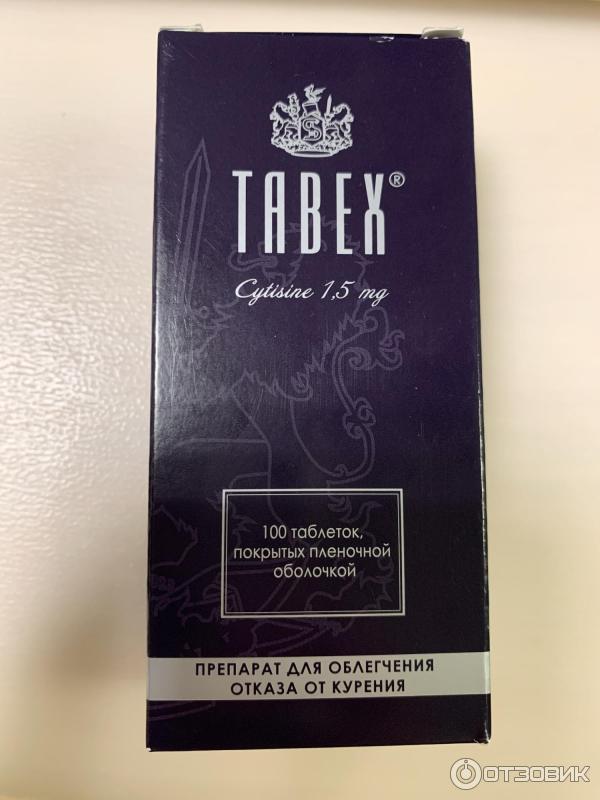 TABEX®
Cytisine 1,5 mg
100 таблеток,
покрытых пленочной
оболочкой
ПРЕПАРАТ ДЛЯ ОБЛЕГЧЕНИЯ
ОТКАЗА ОТ КУРЕНИЯ
ОТЗОВИК